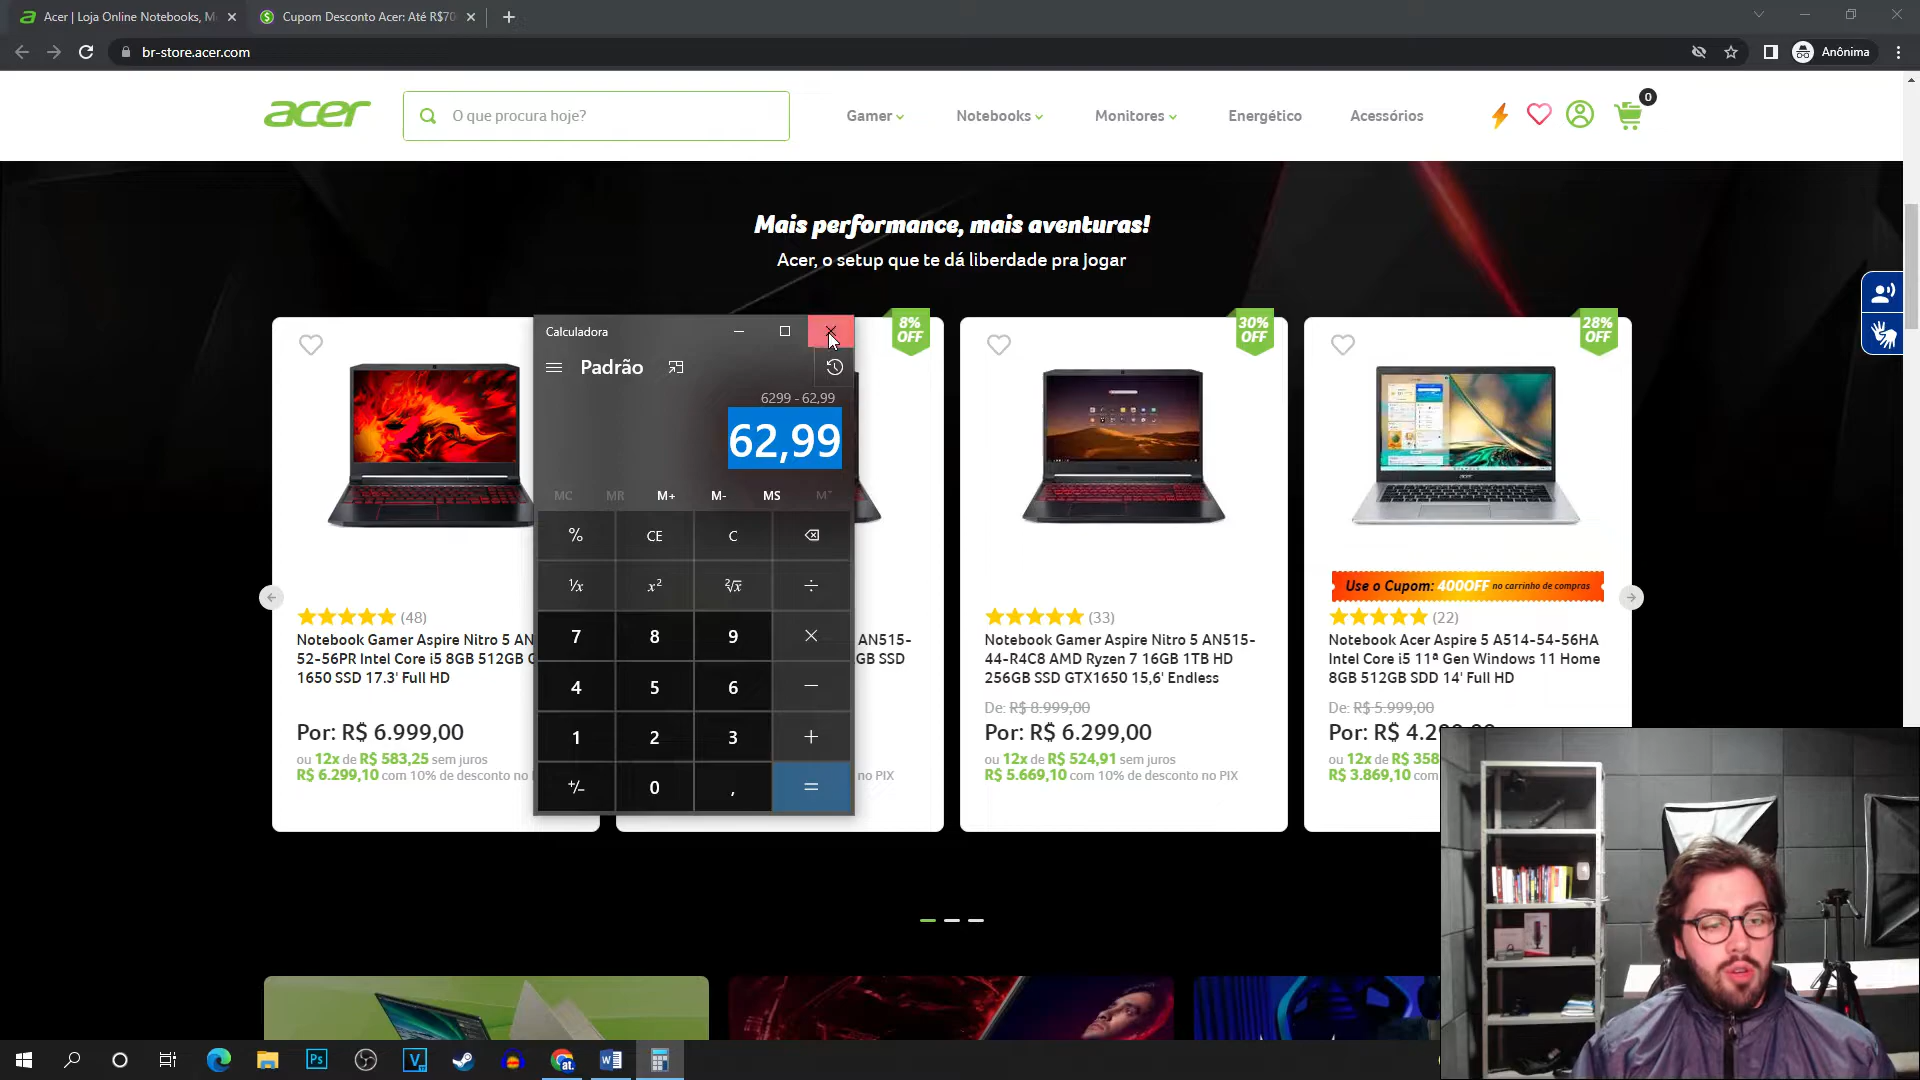 Acer | Loja Online Notebooks, M
Cupom Desconto Acer: Até R$70
br-store.acer.com
Anônima
acer
O que procura hoje?
Gamer
Notebooks
Monitores
Energético
Acessórios
0
Mais performance, mais aventuras!
Acer, o setup que te dá liberdade pra jogar
8% OFF
30% OFF
28% OFF
Calculadora
Padrão
6299 - 62,99
62,99
MC MR M+ M- MS M˅
% CE C
⅟x x² ²√x ÷
7 8 9 ×
4 5 6 −
1 2 3 +
+/− 0 , =
(48)
Notebook Gamer Aspire Nitro 5 AN
52-56PR Intel Core i5 8GB 512GB
1650 SSD 17.3' Full HD
Por: R$ 6.999,00
ou 12x de R$ 583,25 sem juros
R$ 6.299,10 com 10% de desconto no
AN515-
GB SSD
no PIX
(33)
Notebook Gamer Aspire Nitro 5 AN515-
44-R4C8 AMD Ryzen 7 16GB 1TB HD
256GB SSD GTX1650 15,6' Endless
De: R$ 8.999,00
Por: R$ 6.299,00
ou 12x de R$ 524,91 sem juros
R$ 5.669,10 com 10% de desconto no PIX
Use o Cupom: 400OFF no carrinho de compras
(22)
Notebook Acer Aspire 5 A514-54-56HA
Intel Core i5 11ª Gen Windows 11 Home
8GB 512GB SDD 14' Full HD
De: R$ 5.999,00
Por: R$ 4.2
ou 12x de R$ 358
R$ 3.869,10 com
Ps
V
at.
W